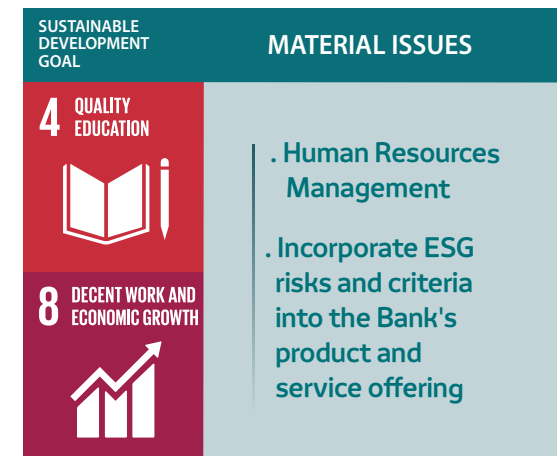 SUSTAINABLE
DEVELOPMENT
GOAL
MATERIAL ISSUES
4 QUALITY
EDUCATION
. Human Resources
Management
. Incorporate ESG
risks and criteria
into the Bank's
product and
service offering
8 DECENT WORK AND
ECONOMIC GROWTH